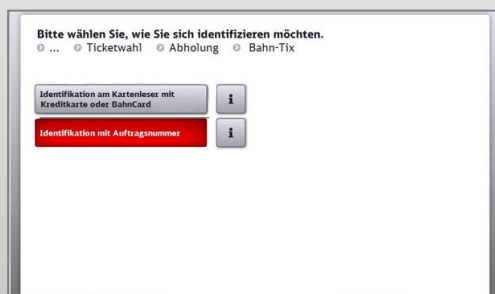 Bitte wählen Sie, wie Sie sich identifizieren möchten.
... Ticketwahl Abholung Bahn-Tix
Identifikation am Kartenleser mit
Kreditkarte oder BahnCard
i
Identifikation mit Auftragsnummer
i